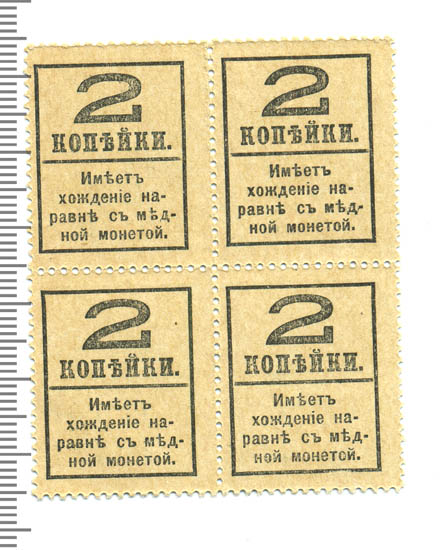 2
КОПѢЙКИ.
Имѣетъ
хожденіе на-
равнѣ съ мѣд-
ной монетой.
2
КОПѢЙКИ.
Имѣетъ
хожденіе на-
равнѣ съ мѣд-
ной монетой.
2
КОПѢЙКИ.
Имѣетъ
хожденіе на-
равнѣ съ мѣд-
ной монетой.
2
КОПѢЙКИ.
Имѣетъ
хожденіе на-
равнѣ съ мѣд-
ной монетой.